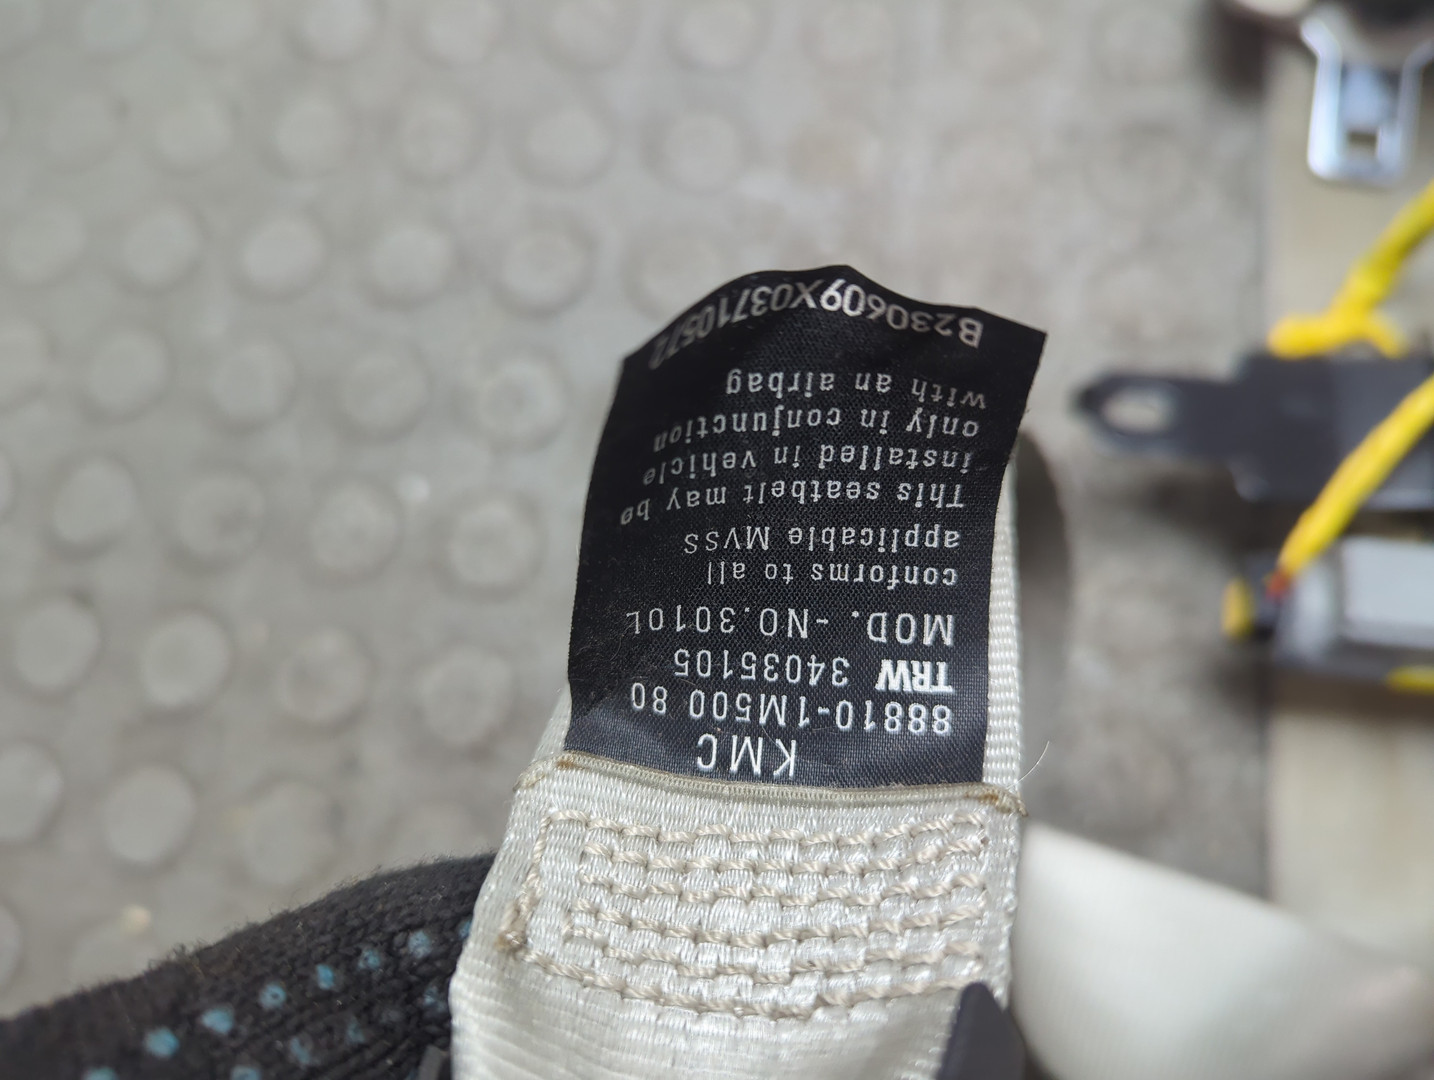 KMC
88810-1M500 80
TRW 34035105
MOD. -NO.3010L
conforms to all
applicable MVSS
This seatbelt may be
installed in vehicle
only in conjunction
with an airbag
B230609X03710572